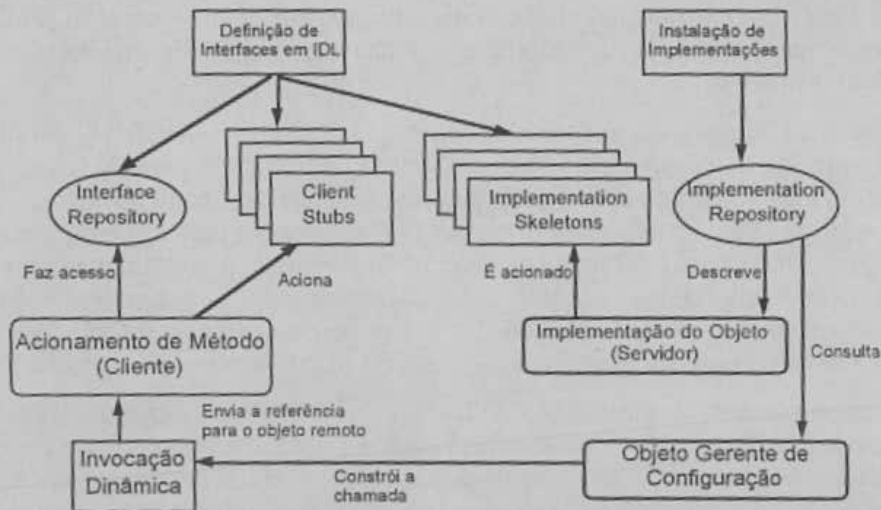 Definição de
Interfaces em IDL
Instalação de
Implementações
Interface
Repository
Client
Stubs
Implementation
Skeletons
Implementation
Repository
Faz acesso
Aciona
É acionado
Descreve
Acionamento de Método
(Cliente)
Implementação do Objeto
(Servidor)
Consulta
Envia a referência
para o objeto remoto
Invocação
Dinâmica
Constrói a
chamada
Objeto Gerente de
Configuração